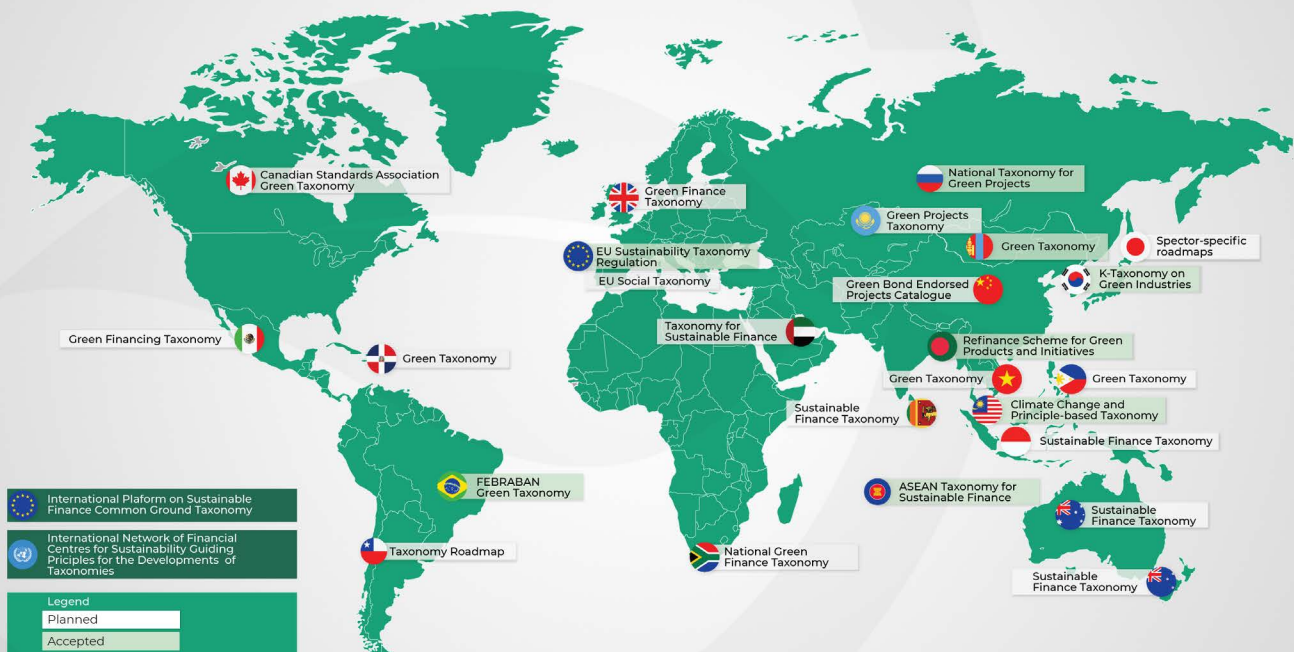 Canadian Standards Association
Green Taxonomy
Green Finance
Taxonomy
National Taxonomy for
Green Projects
Green Projects
Taxonomy
Green Taxonomy
Spector-specific
roadmaps
EU Sustainability Taxonomy
Regulation
EU Social Taxonomy
K-Taxonomy on
Green Industries
Green Bond Endorsed
Projects Catalogue
Green Financing Taxonomy
Green Taxonomy
Taxonomy for
Sustainable Finance
Refinance Scheme for Green
Products and Initiatives
Green Taxonomy
Green Taxonomy
Sustainable
Finance Taxonomy
Climate Change and
Principle-based Taxonomy
Sustainable Finance Taxonomy
FEBRABAN
Green Taxonomy
ASEAN Taxonomy for
Sustainable Finance
Sustainable
Finance Taxonomy
Taxonomy Roadmap
National Green
Finance Taxonomy
Sustainable
Finance Taxonomy
International Plaform on Sustainable
Finance Common Ground Taxonomy
International Network of Financial
Centres for Sustainability Guiding
Priciples for the Developments of
Taxonomies
Legend
Planned
Accepted